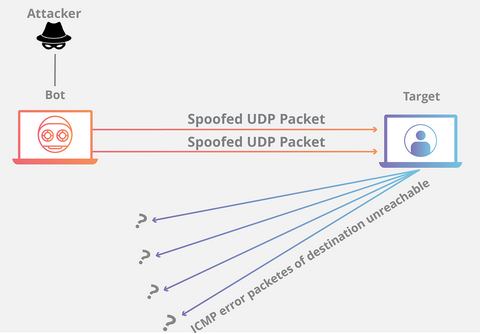 Attacker
Bot
Target
Spoofed UDP Packet
Spoofed UDP Packet
?
?
?
?
ICMP error packetes of destination unreachable